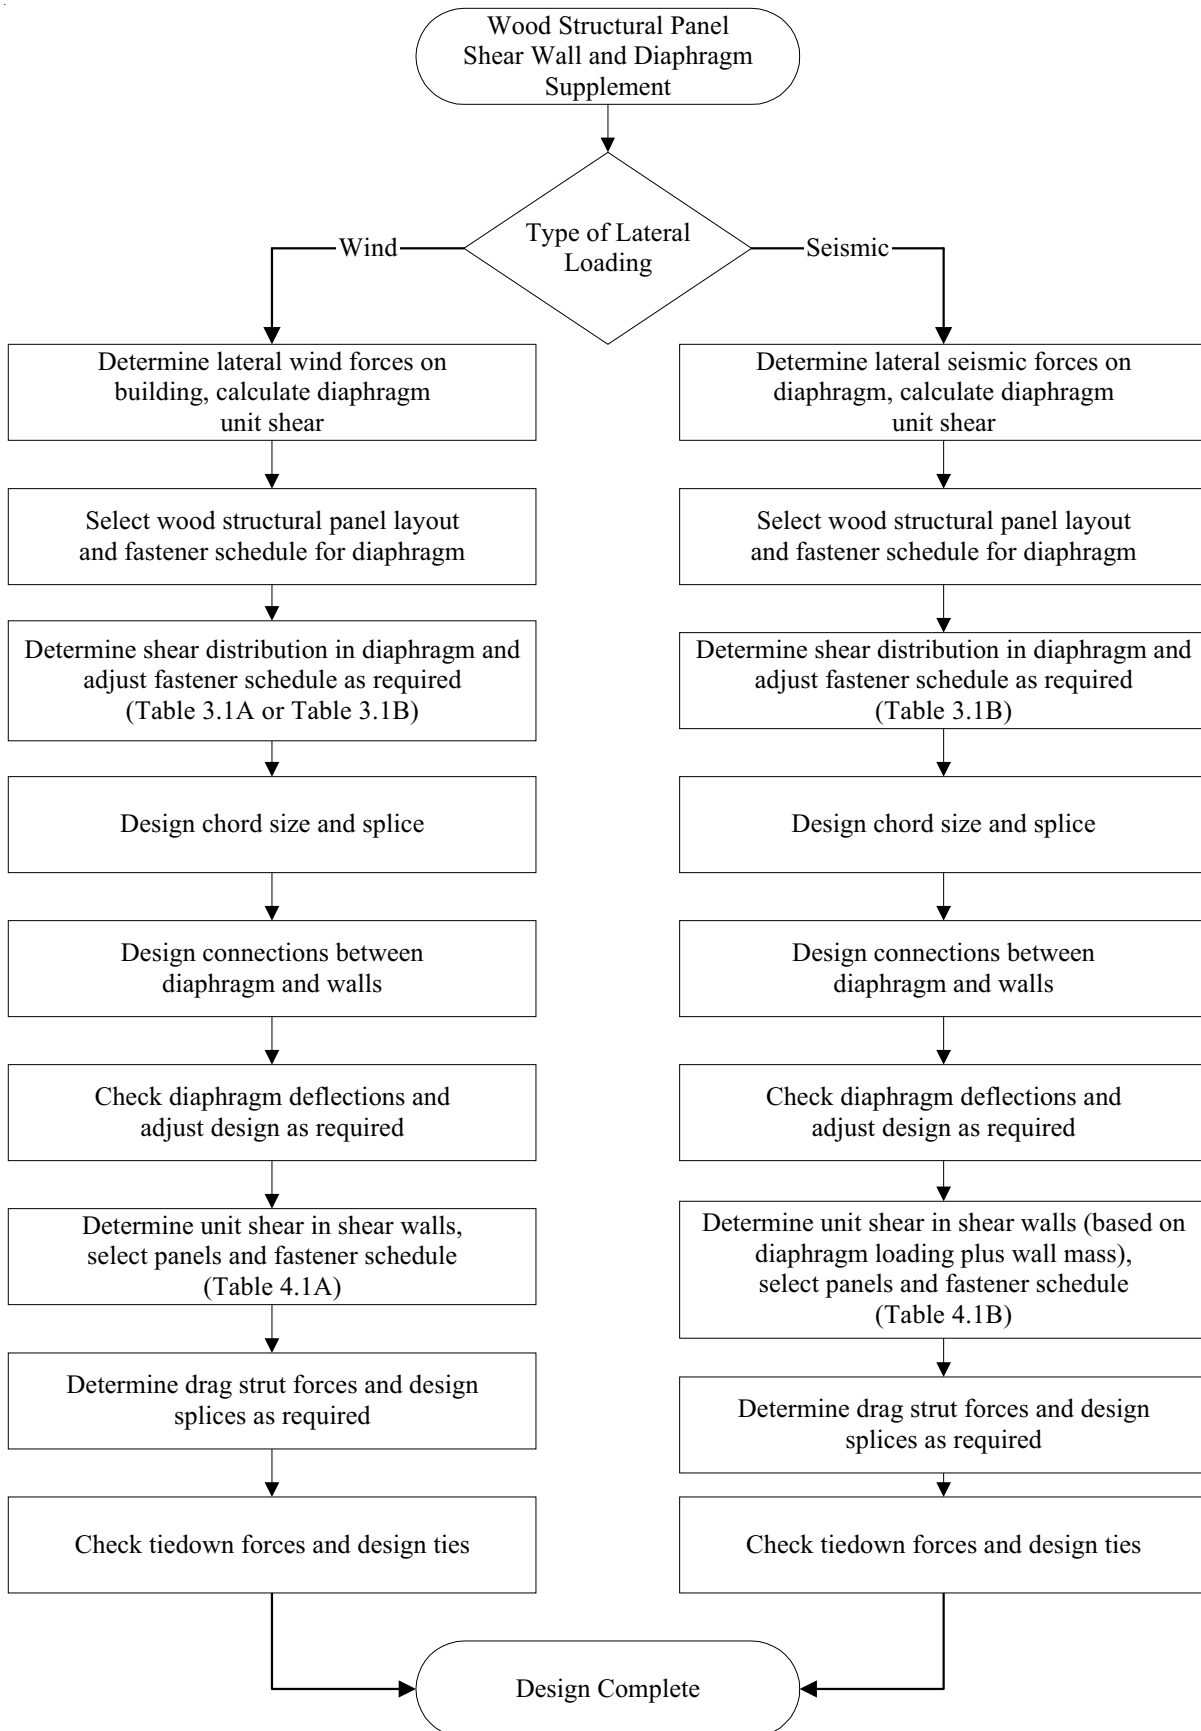 Wood Structural Panel
Shear Wall and Diaphragm
Supplement
Type of Lateral
Loading
Wind
Seismic
Determine lateral wind forces on
building, calculate diaphragm
unit shear
Select wood structural panel layout
and fastener schedule for diaphragm
Determine shear distribution in diaphragm and
adjust fastener schedule as required
(Table 3.1A or Table 3.1B)
Design chord size and splice
Design connections between
diaphragm and walls
Check diaphragm deflections and
adjust design as required
Determine unit shear in shear walls,
select panels and fastener schedule
(Table 4.1A)
Determine drag strut forces and design
splices as required
Check tiedown forces and design ties
Determine lateral seismic forces on
diaphragm, calculate diaphragm
unit shear
Select wood structural panel layout
and fastener schedule for diaphragm
Determine shear distribution in diaphragm and
adjust fastener schedule as required
(Table 3.1B)
Design chord size and splice
Design connections between
diaphragm and walls
Check diaphragm deflections and
adjust design as required
Determine unit shear in shear walls (based on
diaphragm loading plus wall mass),
select panels and fastener schedule
(Table 4.1B)
Determine drag strut forces and design
splices as required
Check tiedown forces and design ties
Design Complete